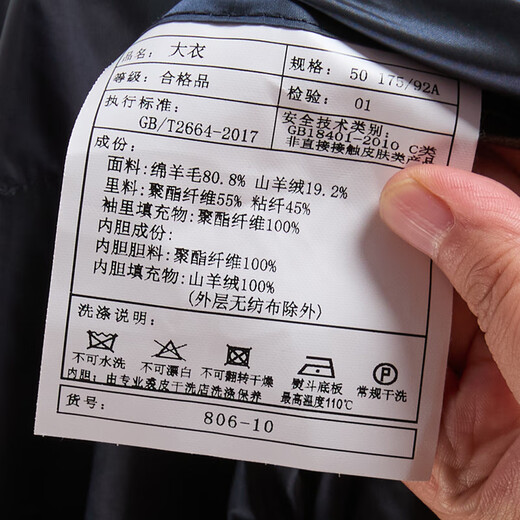 品名: 大衣
规格: 50 175/92A
等级: 合格品
检验: 01
执行标准:
GB/T2664-2017
安全技术类别:
GB18401-2010 C类
非直接接触皮肤类产品
成份:
面料:绵羊毛80.8% 山羊绒19.2%
里料:聚酯纤维55% 粘纤45%
袖里填充物:聚酯纤维100%
内胆成份:
内胆胆料:聚酯纤维100%
内胆填充物:山羊绒100%
(外层无纺布除外)
洗涤说明:
P
不可水洗 不可漂白 不可翻转干燥 熨斗底板 常规干洗
最高温度110℃
内胆:由专业裘皮干洗店洗涤保养
货号: 806-10